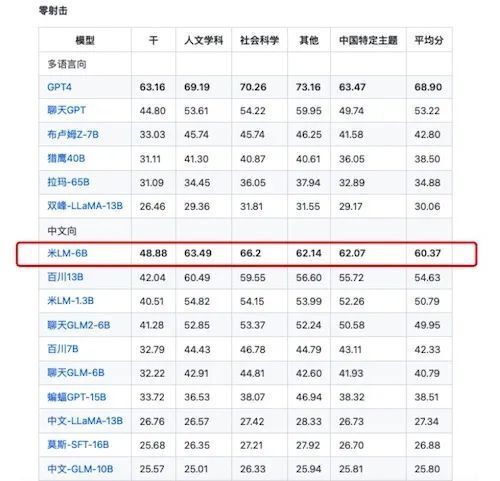 零射击
模型 干 人文学科 社会科学 其他 中国特定主题 平均分
多语言向
GPT4 63.16 69.19 70.26 73.16 63.47 68.90
聊天GPT 44.80 53.61 54.22 59.95 49.74 53.22
布卢姆Z-7B 33.03 45.74 45.74 46.25 41.58 42.80
猎鹰40B 31.11 41.30 40.87 40.61 36.05 38.50
拉玛-65B 31.09 34.45 36.05 37.94 32.89 34.88
双峰-LLaMA-13B 26.46 29.36 31.81 31.55 29.17 30.06
中文向
米LM-6B 48.88 63.49 66.2 62.14 62.07 60.37
百川13B 42.04 60.49 59.55 56.60 55.72 54.63
米LM-1.3B 40.51 54.82 54.15 53.99 52.26 50.79
聊天GLM2-6B 41.28 52.85 53.37 52.24 50.58 49.95
百川7B 32.79 44.43 46.78 44.79 43.11 42.33
聊天GLM-6B 32.22 42.91 44.81 42.60 41.93 40.79
蝙蝠GPT-15B 33.72 36.53 38.07 46.94 38.32 38.51
中文-LLaMA-13B 26.76 26.57 27.42 28.33 26.73 27.34
莫斯-SFT-16B 25.68 26.35 27.21 27.92 26.70 26.88
中文-GLM-10B 25.57 25.01 26.33 25.94 25.81 25.80